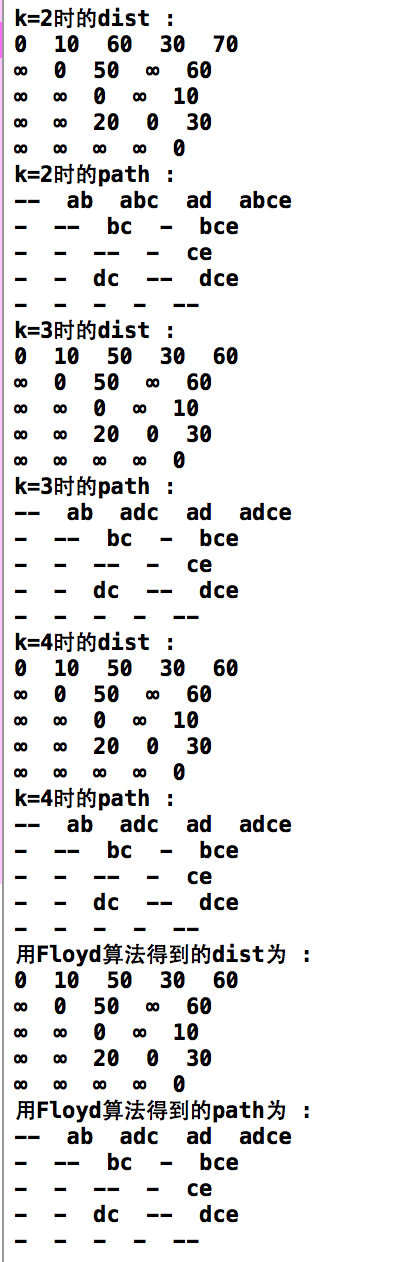 k=2时的dist :
0  10  60  30  70
∞  0  50  ∞  60
∞  ∞  0  ∞  10
∞  ∞  20  0  30
∞  ∞  ∞  ∞  0
k=2时的path :
--  ab  abc  ad  abce
-  --  bc  -  bce
-  -  --  -  ce
-  -  dc  --  dce
-  -  -  -  --
k=3时的dist :
0  10  50  30  60
∞  0  50  ∞  60
∞  ∞  0  ∞  10
∞  ∞  20  0  30
∞  ∞  ∞  ∞  0
k=3时的path :
--  ab  adc  ad  adce
-  --  bc  -  bce
-  -  --  -  ce
-  -  dc  --  dce
-  -  -  -  --
k=4时的dist :
0  10  50  30  60
∞  0  50  ∞  60
∞  ∞  0  ∞  10
∞  ∞  20  0  30
∞  ∞  ∞  ∞  0
k=4时的path :
--  ab  adc  ad  adce
-  --  bc  -  bce
-  -  --  -  ce
-  -  dc  --  dce
-  -  -  -  --
用Floyd算法得到的dist为 :
0  10  50  30  60
∞  0  50  ∞  60
∞  ∞  0  ∞  10
∞  ∞  20  0  30
∞  ∞  ∞  ∞  0
用Floyd算法得到的path为 :
--  ab  adc  ad  adce
-  --  bc  -  bce
-  -  --  -  ce
-  -  dc  --  dce
-  -  -  -  --